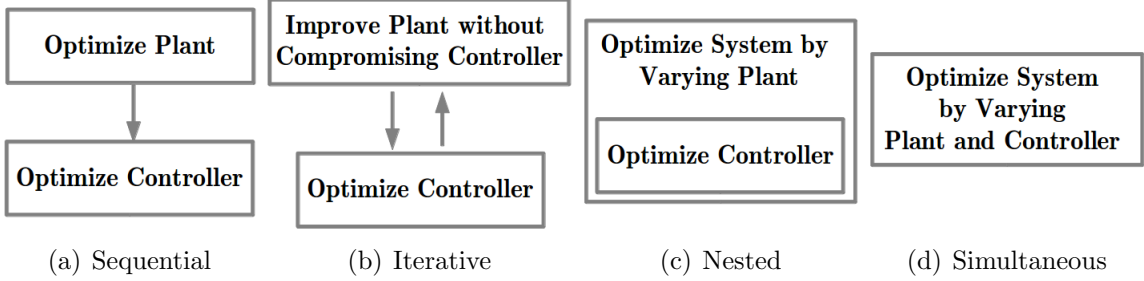 Optimize Plant
Optimize Controller
(a) Sequential
Improve Plant without
Compromising Controller
Optimize Controller
(b) Iterative
Optimize System by
Varying Plant
Optimize Controller
(c) Nested
Optimize System
by Varying
Plant and Controller
(d) Simultaneous